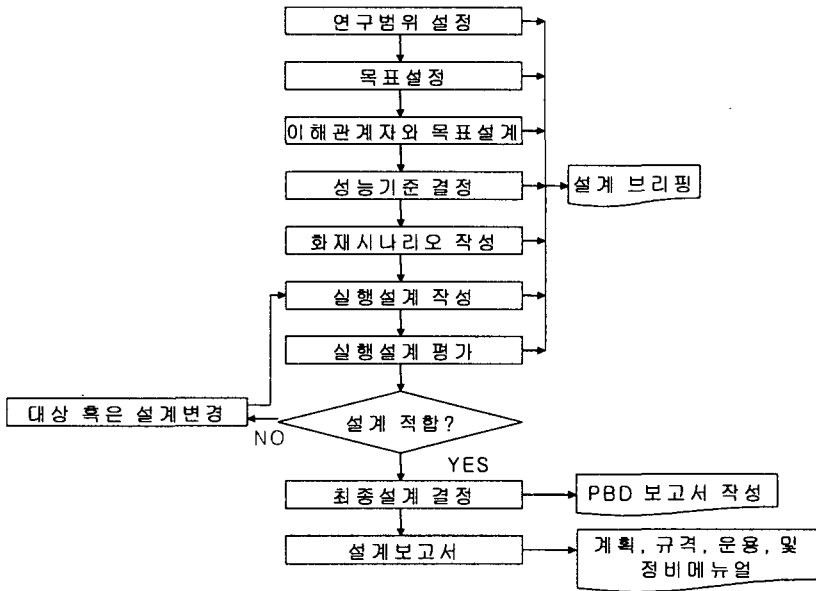 연구범위 설정
목표설정
이해관계자와 목표설계
성능기준 결정
설계 브리핑
화재시나리오 작성
실행설계 작성
실행설계 평가
대상 혹은 설계변경
설계 적합?
NO
YES
최종설계 결정
PBD 보고서 작성
설계보고서
계획, 규격, 운용, 및
정비메뉴얼